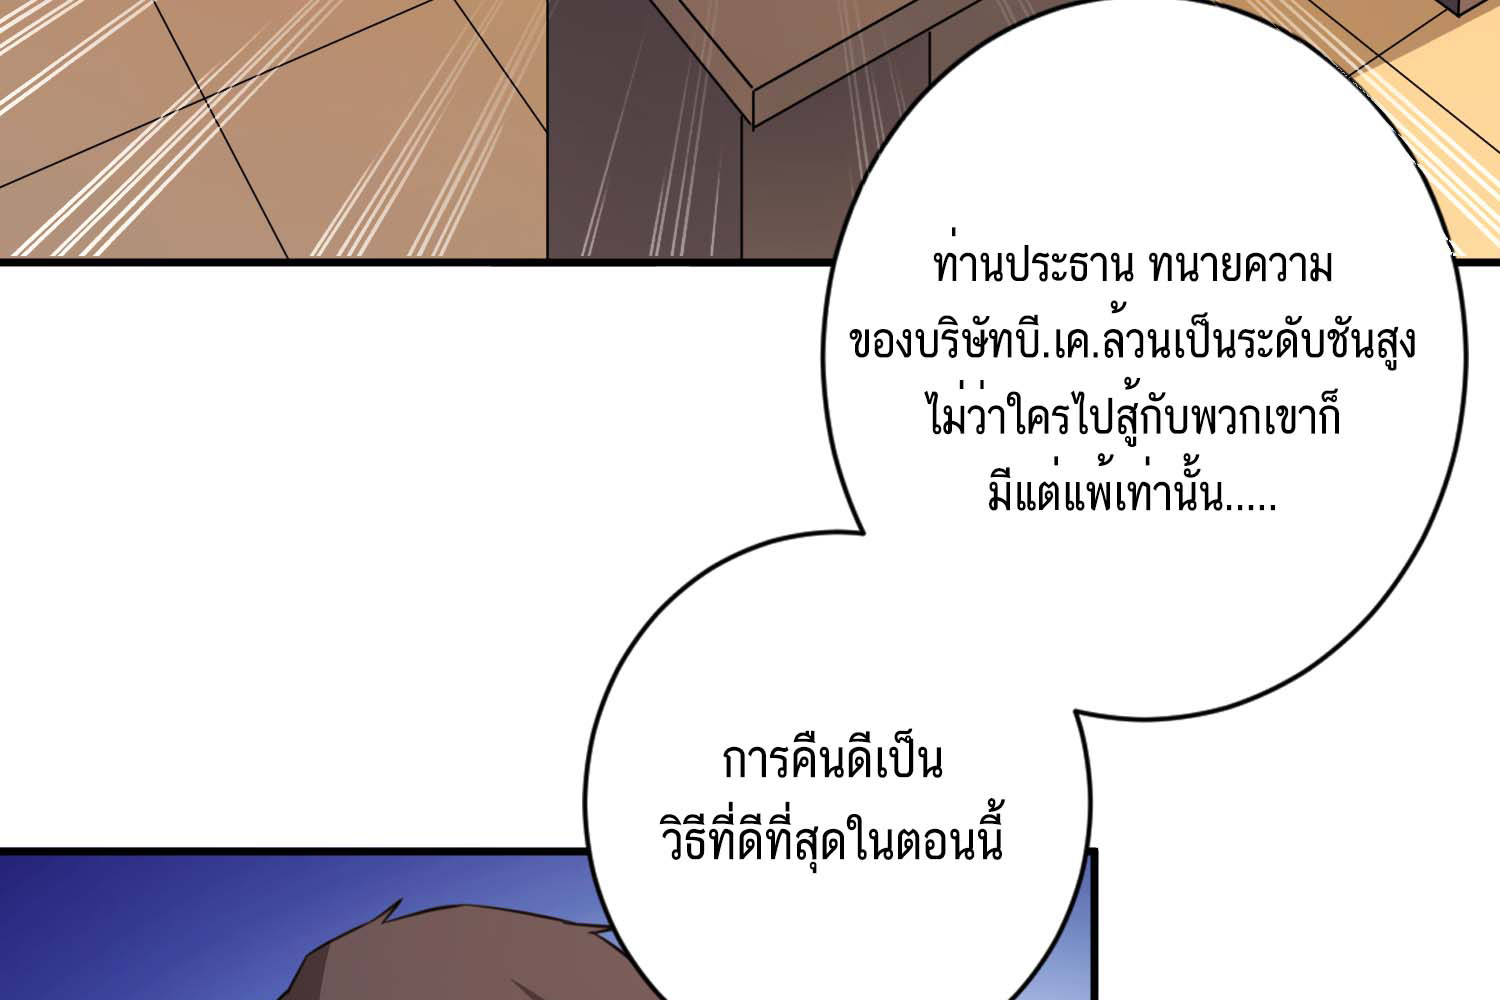 ท่านประธาน ทนายความ
ของบริษัทบี.เค.ล้วนเป็นระดับชันสูง
ไม่ว่าใครไปสู้กับพวกเขาก็
มีแต่แพ้เท่านั้น.....
การคืนดีเป็น
วิธีที่ดีที่สุดในตอนนี้